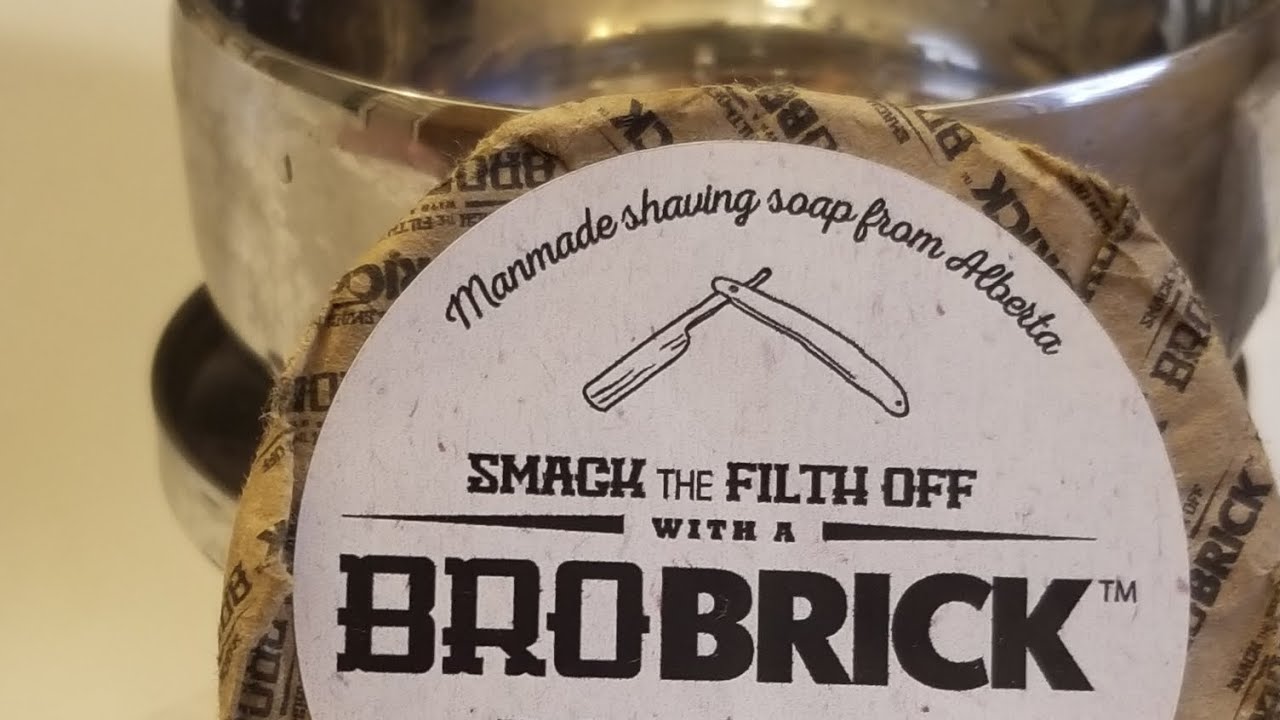 Manmade shaving soap from Alberta
SMACK THE FILTH OFF
WITH A
BROBRICK™